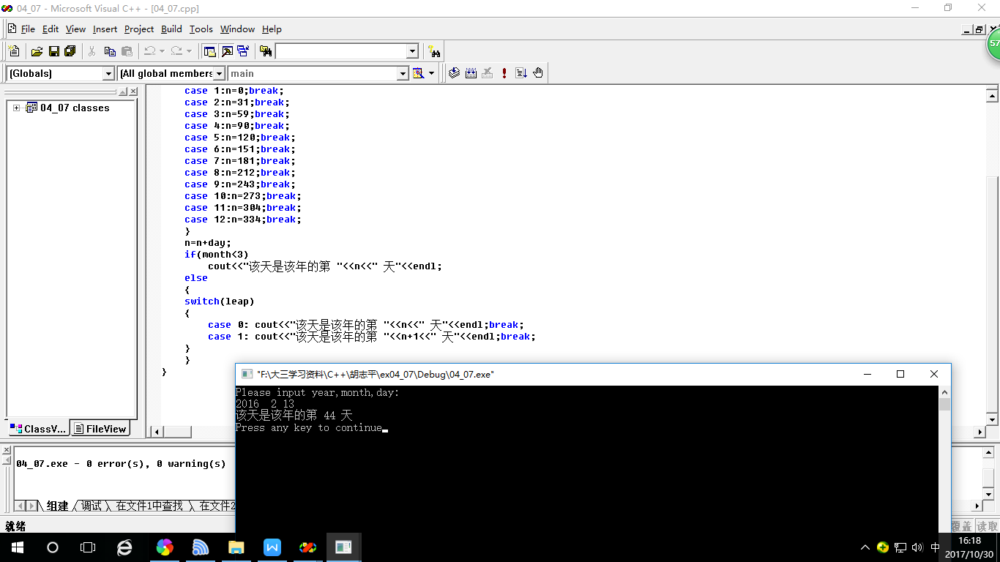 04_07 - Microsoft Visual C++ - [04_07.cpp]
File Edit View Insert Project Build Tools Window Help
57
(Globals) (All global members main
04_07 classes
case 1:n=0;break;
case 2:n=31;break;
case 3:n=59;break;
case 4:n=90;break;
case 5:n=120;break;
case 6:n=151;break;
case 7:n=181;break;
case 8:n=212;break;
case 9:n=243;break;
case 10:n=273;break;
case 11:n=304;break;
case 12:n=334;break;
}
n=n+day;
if(month<3)
cout<<"该天是该年的第 "<<n<<" 天"<<endl;
else
{
switch(leap)
{
case 0: cout<<"该天是该年的第 "<<n<<" 天"<<endl;break;
case 1: cout<<"该天是该年的第 "<<n+1<<" 天"<<endl;break;
}
}
}
ClassV... FileView
"F:\大三学习资料\C++\胡志平\ex04_07\Debug\04_07.exe"
Please input year,month,day:
2016  2 13
该天是该年的第 44 天
Press any key to continue
04_07.exe - 0 error(s), 0 warning(s)
组建 调试 在文件1中查找 在文件2
就绪 覆盖 读取
中 16:18
2017/10/30